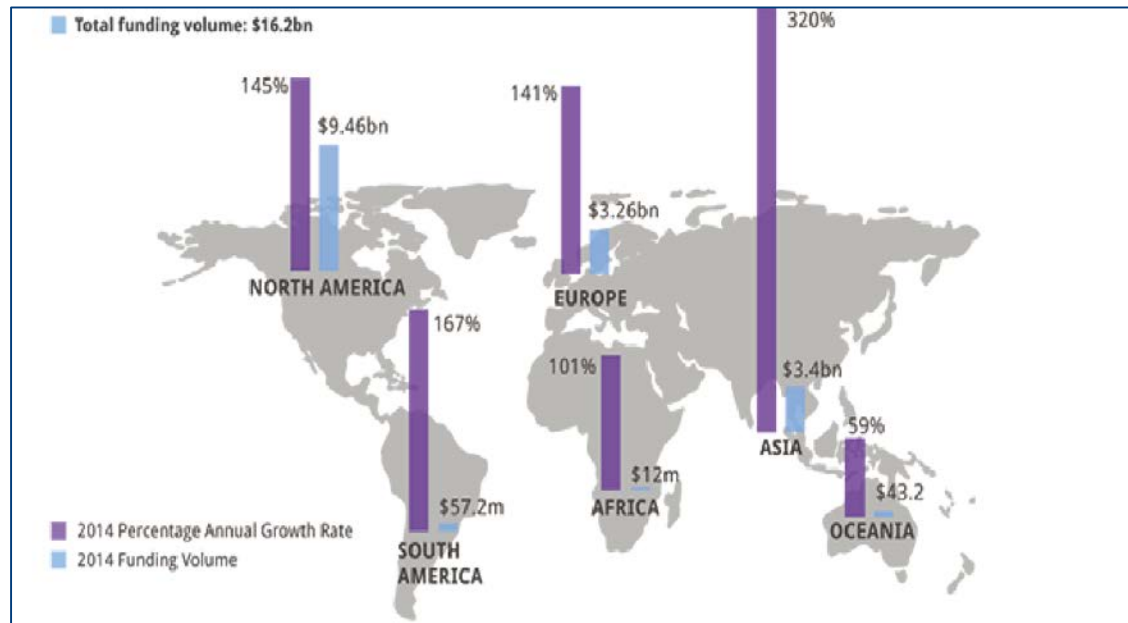 Total funding volume: $16.2bn
320%
145%
141%
$9.46bn
$3.26bn
NORTH AMERICA
EUROPE
167%
101%
$3.4bn
59%
ASIA
$12m
$57.2m
$43.2
AFRICA
OCEANIA
2014 Percentage Annual Growth Rate
2014 Funding Volume
SOUTH
AMERICA